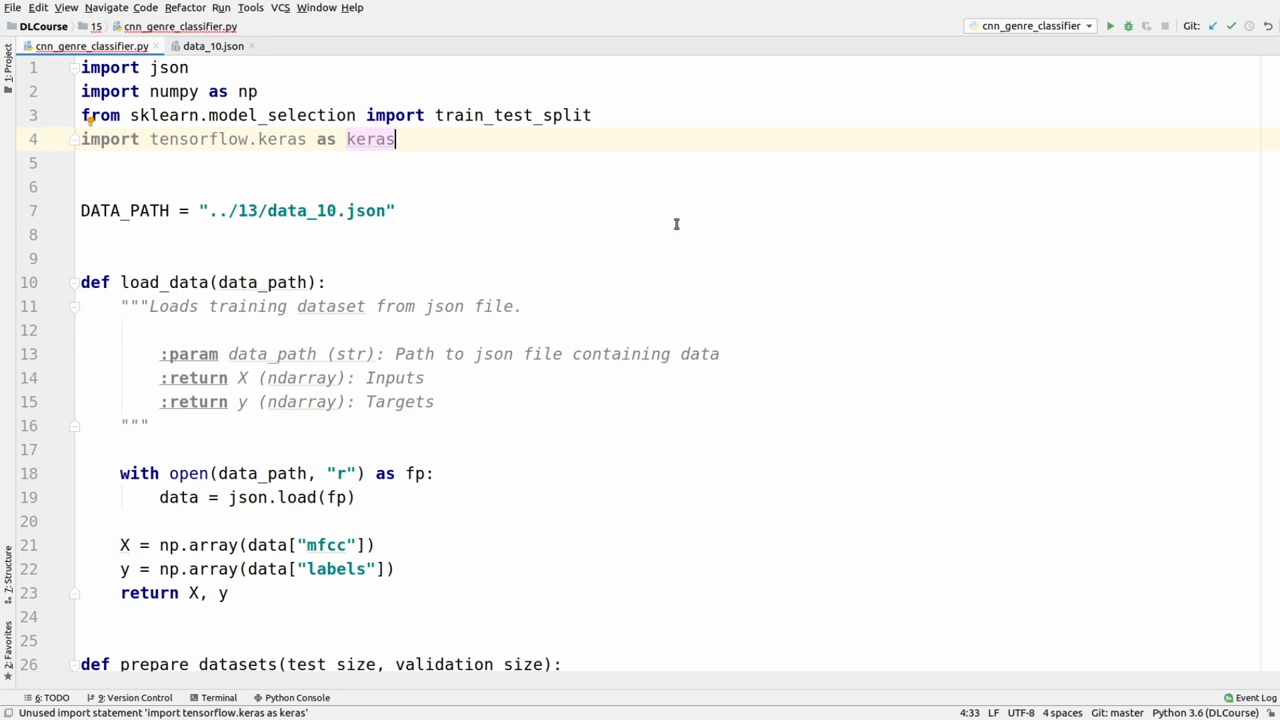 File Edit View Navigate Code Refactor Run Tools VCS Window Help
DLCourse 15 cnn_genre_classifier.py cnn_genre_classifier Git:
cnn_genre_classifier.py data_10.json
1: Project
1 import json
2 import numpy as np
3 from sklearn.model_selection import train_test_split
4 import tensorflow.keras as keras
5
6
7 DATA_PATH = "../13/data_10.json"
8
9
10 def load_data(data_path):
11 """Loads training dataset from json file.
12
13 :param data_path (str): Path to json file containing data
14 :return X (ndarray): Inputs
15 :return y (ndarray): Targets
16 """
17
18 with open(data_path, "r") as fp:
19 data = json.load(fp)
20
21 X = np.array(data["mfcc"])
22 y = np.array(data["labels"])
23 return X, y
24
25
26 def prepare_datasets(test_size, validation_size):
7: Structure
2: Favorites
6: TODO 9: Version Control Terminal Python Console Event Log
Unused import statement 'import tensorflow.keras as keras' 4:33 LF UTF-8 4 spaces Git: master Python 3.6 (DLCourse)